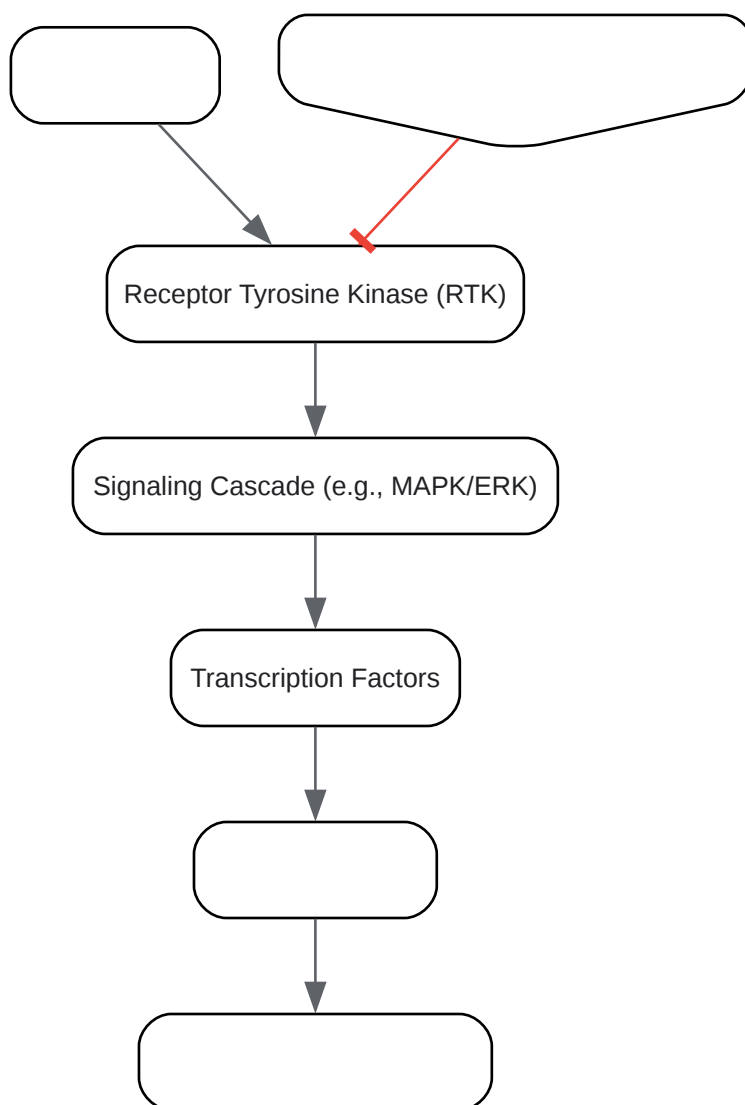 Receptor Tyrosine Kinase (RTK)
Signaling Cascade (e.g., MAPK/ERK)
Transcription Factors